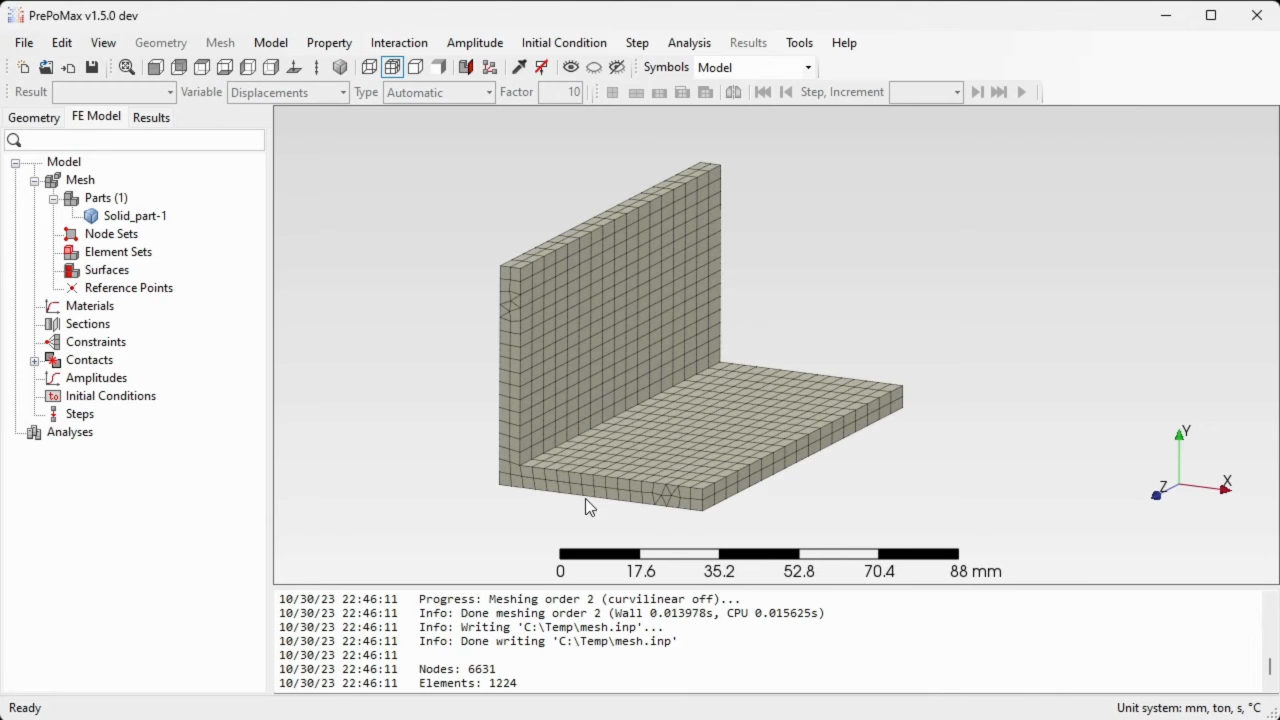 PrePoMax v1.5.0 dev
File Edit View Geometry Mesh Model Property Interaction Amplitude Initial Condition Step Analysis Results Tools Help
Symbols Model
Result Variable Displacements Type Automatic Factor 10 Step, Increment
Geometry FE Model Results
Model
Mesh
Parts (1)
Solid_part-1
Node Sets
Element Sets
Surfaces
Reference Points
Materials
Sections
Constraints
Contacts
Amplitudes
Initial Conditions
Steps
Analyses
Y
Z X
0 17.6 35.2 52.8 70.4 88 mm
10/30/23 22:46:11 Progress: Meshing order 2 (curvilinear off)...
10/30/23 22:46:11 Info: Done meshing order 2 (Wall 0.013978s, CPU 0.015625s)
10/30/23 22:46:11 Info: Writing 'C:\Temp\mesh.inp'...
10/30/23 22:46:11 Info: Done writing 'C:\Temp\mesh.inp'
10/30/23 22:46:11
10/30/23 22:46:11 Nodes: 6631
10/30/23 22:46:11 Elements: 1224
Ready Unit system: mm, ton, s, °C